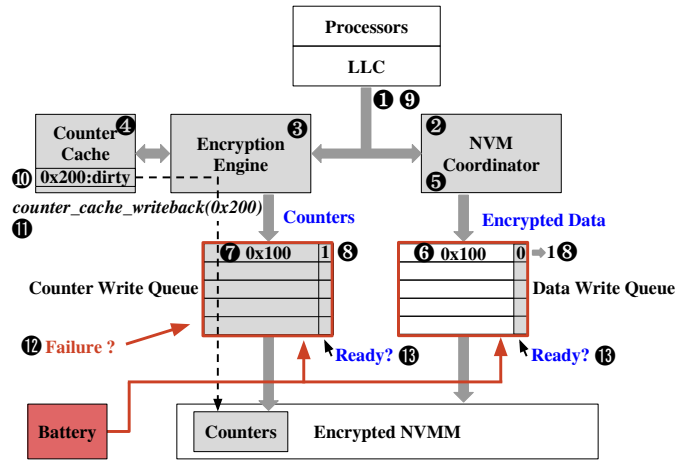 Processors
LLC
❶ ❾
Counter Cache ❹
Encryption Engine ❸
❷ NVM Coordinator ❺
❿ 0x200:dirty
counter_cache_writeback(0x200)
⓫
Counters
Encrypted Data
❼ 0x100 1 ❽
❻ 0x100 0 1 ❽
Counter Write Queue
Data Write Queue
⓬ Failure ?
Ready? ⓭
Ready? ⓭
Battery
Counters
Encrypted NVMM